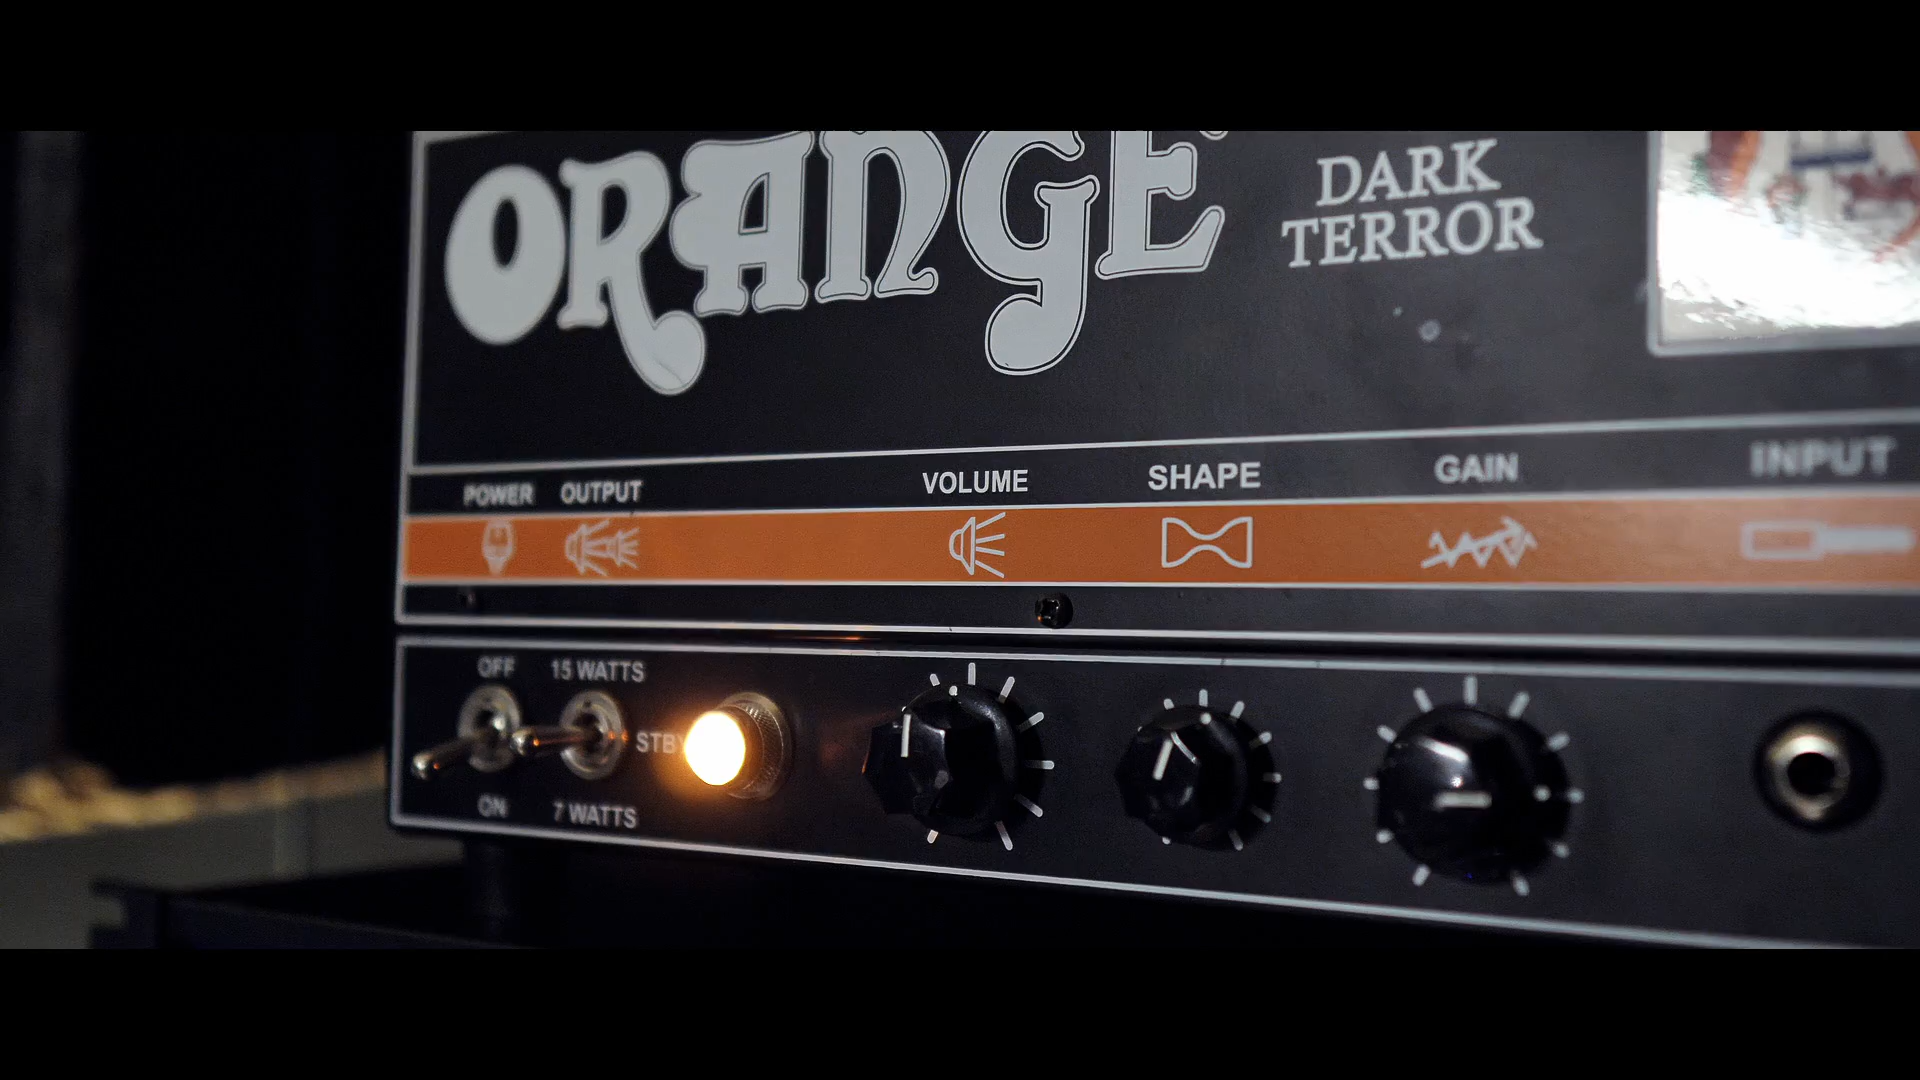 ORANGE
DARK
TERROR
POWER OUTPUT VOLUME SHAPE GAIN INPUT
OFF 15 WATTS
STBY
ON 7 WATTS